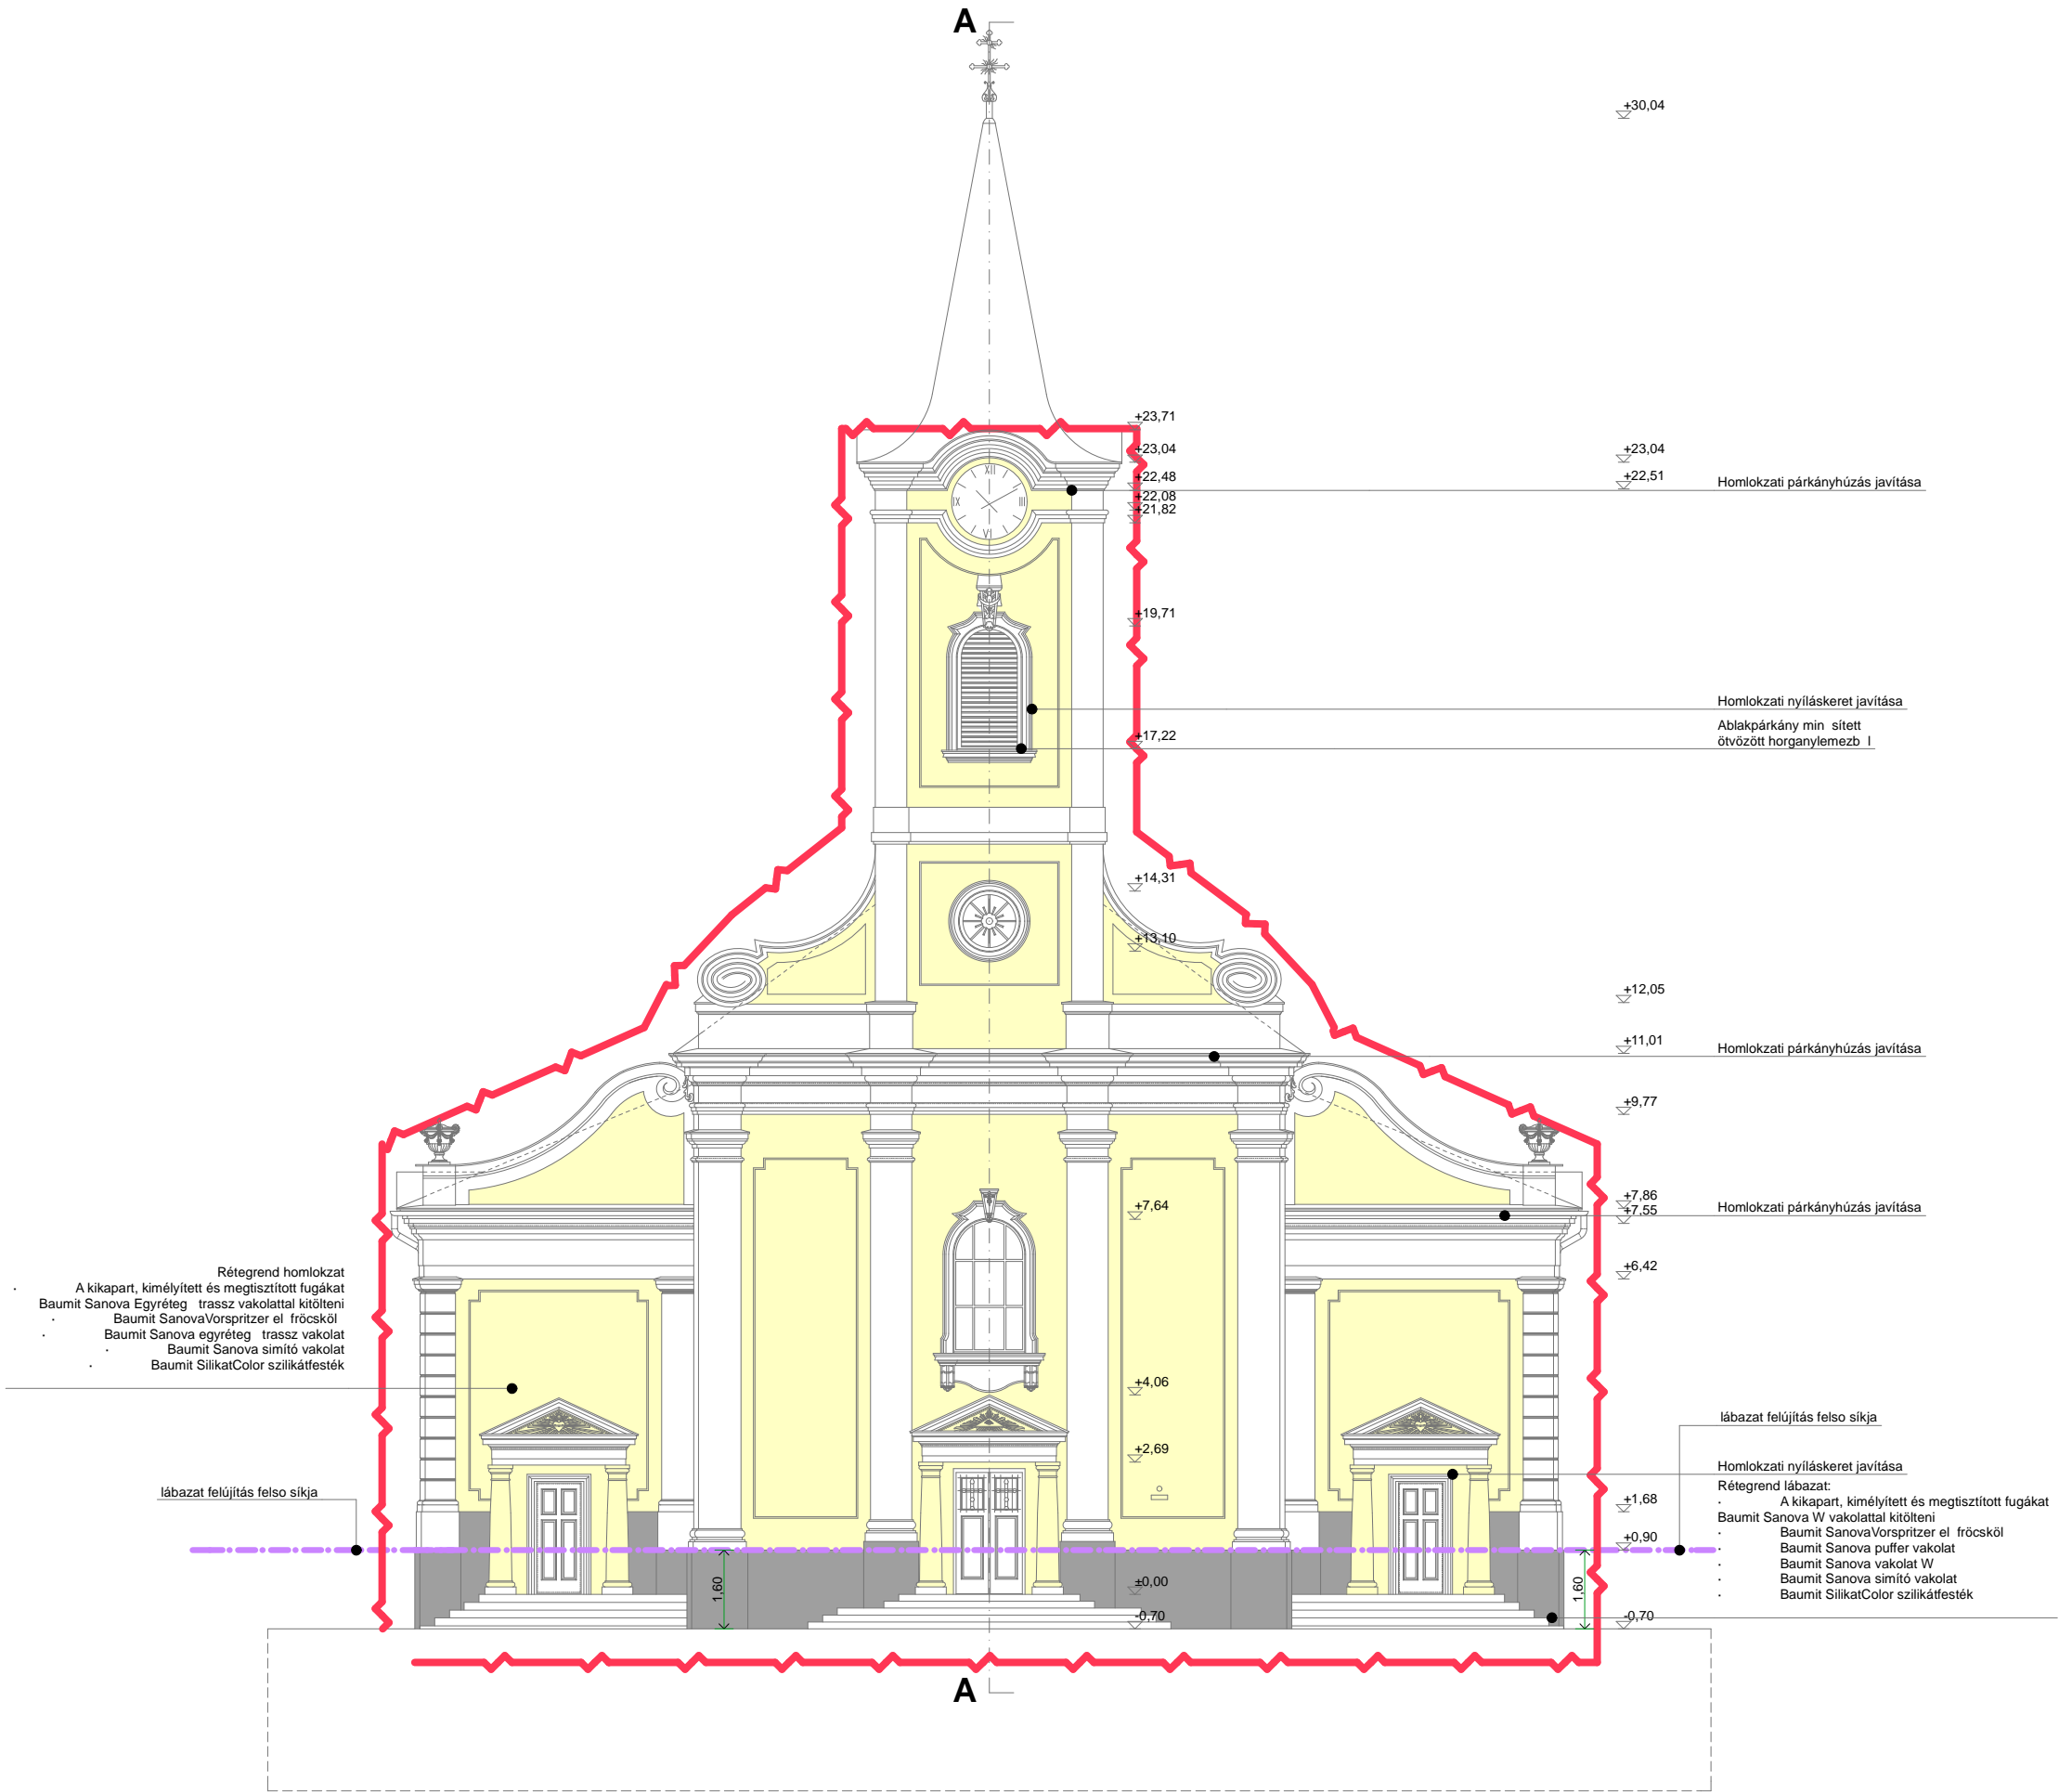 A
+30,04
+23,71
+23,04
+23,04
+22,48
+22,51
Homlokzati párkányhúzás javítása
+22,08
+21,82
XII
IX
III
VI
+19,71
Homlokzati nyíláskeret javítása
Ablakpárkány min sített
ötvözött horganylemezb l
+17,22
+14,31
+13,10
+12,05
+11,01
Homlokzati párkányhúzás javítása
+9,77
+7,86
+7,64
+7,55
Homlokzati párkányhúzás javítása
+6,42
Rétegrend homlokzat
· A kikapart, kimélyített és megtisztított fugákat
Baumit Sanova Egyréteg trassz vakolattal kitölteni
· Baumit SanovaVorspritzer el fröcsköl
· Baumit Sanova egyréteg trassz vakolat
· Baumit Sanova simító vakolat
· Baumit SilikatColor szilikátfesték
+4,06
lábazat felújítás felso síkja
+2,69
Homlokzati nyíláskeret javítása
lábazat felújítás felso síkja
+1,68
Rétegrend lábazat:
· A kikapart, kimélyített és megtisztított fugákat
Baumit Sanova W vakolattal kitölteni
· Baumit SanovaVorspritzer el fröcsköl
· Baumit Sanova puffer vakolat
· Baumit Sanova vakolat W
· Baumit Sanova simító vakolat
· Baumit SilikatColor szilikátfesték
+0,90
1,60
±0,00
1,60
-0,70
-0,70
A